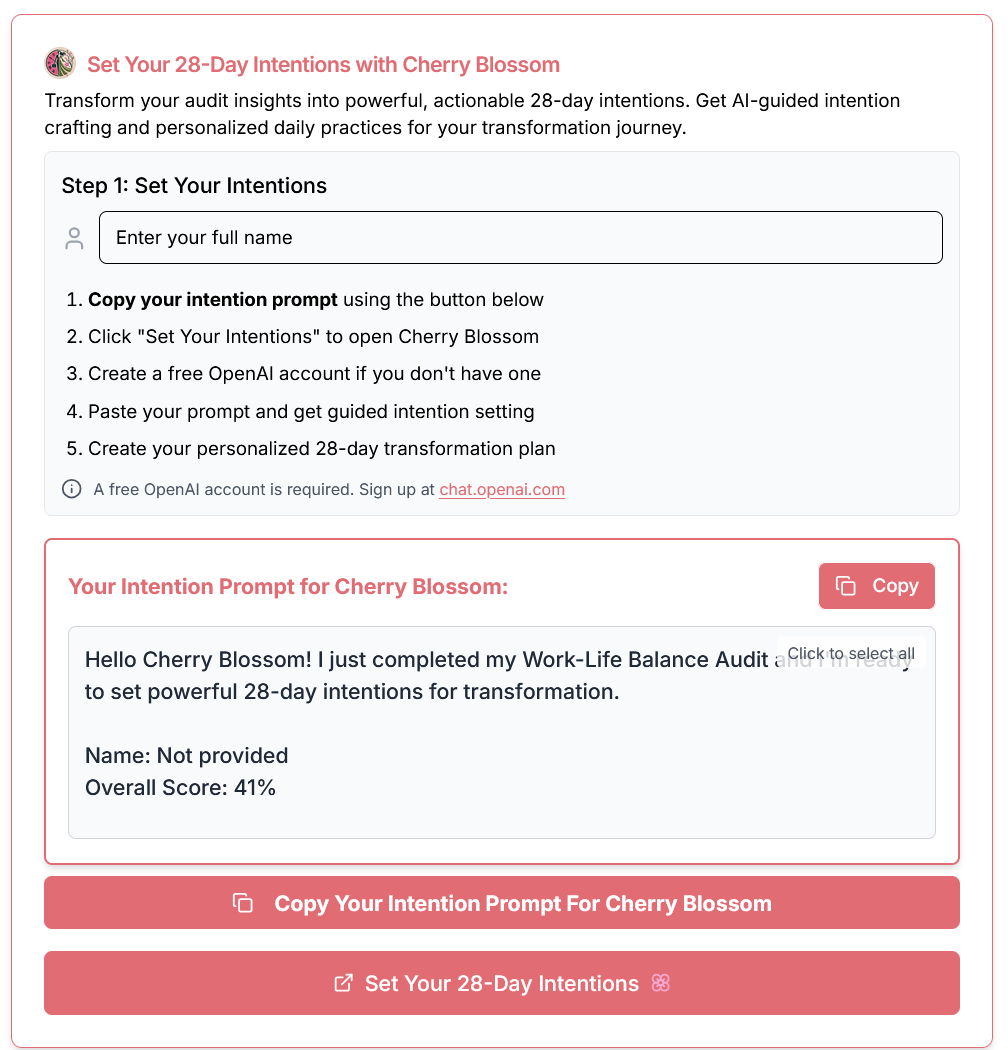 Set Your 28-Day Intentions with Cherry Blossom
Transform your audit insights into powerful, actionable 28-day intentions. Get AI-guided intention
crafting and personalized daily practices for your transformation journey.
Step 1: Set Your Intentions
Enter your full name
1. Copy your intention prompt using the button below
2. Click "Set Your Intentions" to open Cherry Blossom
3. Create a free OpenAI account if you don't have one
4. Paste your prompt and get guided intention setting
5. Create your personalized 28-day transformation plan
A free OpenAI account is required. Sign up at chat.openai.com
Your Intention Prompt for Cherry Blossom:
Copy
Click to select all
Hello Cherry Blossom! I just completed my Work-Life Balance Audit and I'm ready
to set powerful 28-day intentions for transformation.
Name: Not provided
Overall Score: 41%
Copy Your Intention Prompt For Cherry Blossom
Set Your 28-Day Intentions